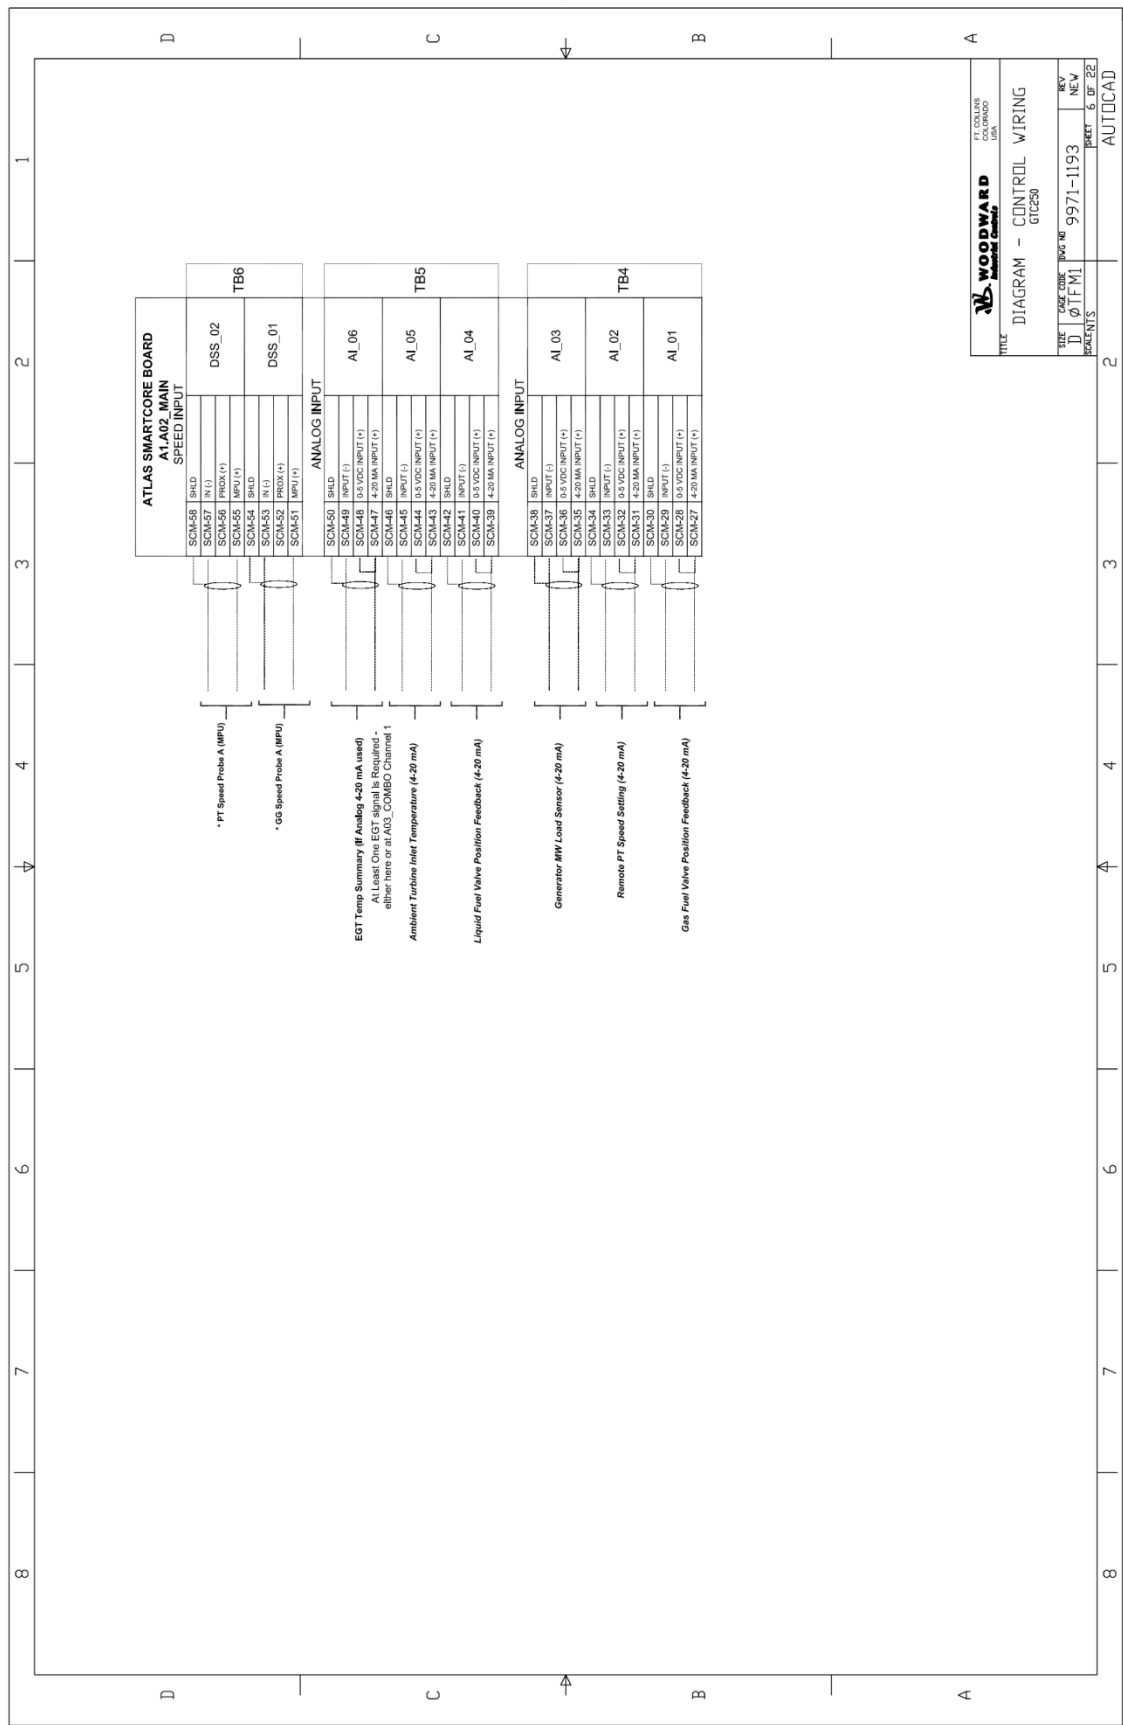 8
7
6
5
4
3
2
1
D
C
B
A
ATLAS SMARTCORE BOARD
A1,A02_MAIN
SPEED INPUT
* PT Speed Probe A (MPU)
SCM-58 SHLD
SCM-57 IN (-)
SCM-56 PROX (+)
SCM-55 MPU (+)
DSS_02
* GG Speed Probe A (MPU)
SCM-54 SHLD
SCM-53 IN (-)
SCM-52 PROX (+)
SCM-51 MPU (+)
DSS_01
TB6
ANALOG INPUT
EGT Temp Summary (If Analog 4-20 mA used)
At Least One EGT signal Is Required -
either here or at A03_COMBO Channel 1
SCM-50 SHLD
SCM-49 INPUT (-)
SCM-48 0-5 VDC INPUT (+)
SCM-47 4-20 MA INPUT (+)
AI_06
Ambient Turbine Inlet Temperature (4-20 mA)
SCM-46 SHLD
SCM-45 INPUT (-)
SCM-44 0-5 VDC INPUT (+)
SCM-43 4-20 MA INPUT (+)
AI_05
Liquid Fuel Valve Position Feedback (4-20 mA)
SCM-42 SHLD
SCM-41 INPUT (-)
SCM-40 0-5 VDC INPUT (+)
SCM-39 4-20 MA INPUT (+)
AI_04
TB5
ANALOG INPUT
Generator MW Load Sensor (4-20 mA)
SCM-38 SHLD
SCM-37 INPUT (-)
SCM-36 0-5 VDC INPUT (+)
SCM-35 4-20 MA INPUT (+)
AI_03
Remote PT Speed Setting (4-20 mA)
SCM-34 SHLD
SCM-33 INPUT (-)
SCM-32 0-5 VDC INPUT (+)
SCM-31 4-20 MA INPUT (+)
AI_02
Gas Fuel Valve Position Feedback (4-20 mA)
SCM-30 SHLD
SCM-29 INPUT (-)
SCM-28 0-5 VDC INPUT (+)
SCM-27 4-20 MA INPUT (+)
AI_01
TB4
WOODWARD
Industrial Controls
FT. COLLINS
COLORADO
USA
TITLE
DIAGRAM - CONTROL WIRING
GTC250
SIZE
D
CAGE CODE
ØTFM1
DWG NO
9971-1193
REV
NEW
SCALE NTS
SHEET 6 OF 22
AUTOCAD
8
7
6
5
4
3
2
D
C
B
A